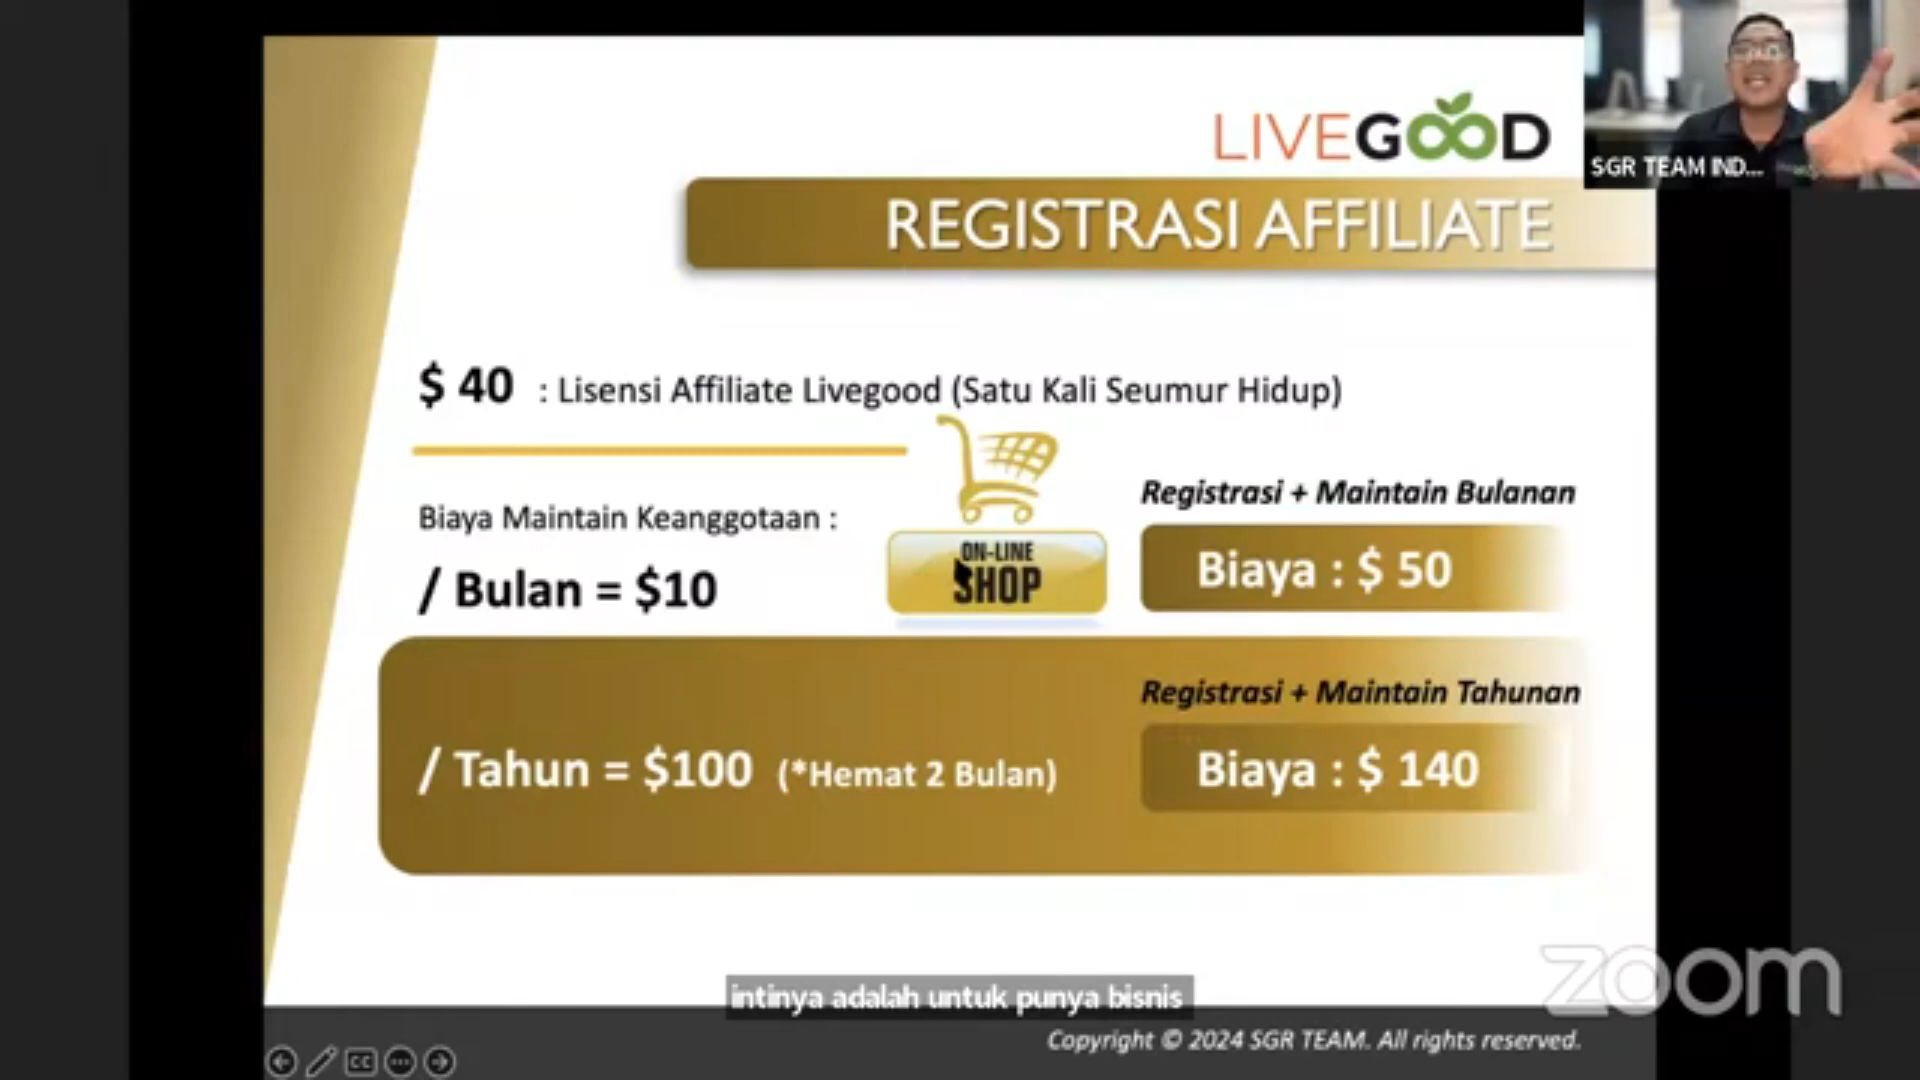 LIVEGOOD
SGR TEAM IND...
REGISTRASI AFFILIATE
$ 40 : Lisensi Affiliate Livegood (Satu Kali Seumur Hidup)
Biaya Maintain Keanggotaan :
/ Bulan = $10
ON-LINE
SHOP
Registrasi + Maintain Bulanan
Biaya : $ 50
/ Tahun = $100 (*Hemat 2 Bulan)
Registrasi + Maintain Tahunan
Biaya : $ 140
zoom
intinya adalah untuk punya bisnis
Copyright © 2024 SGR TEAM. All rights reserved.
CC